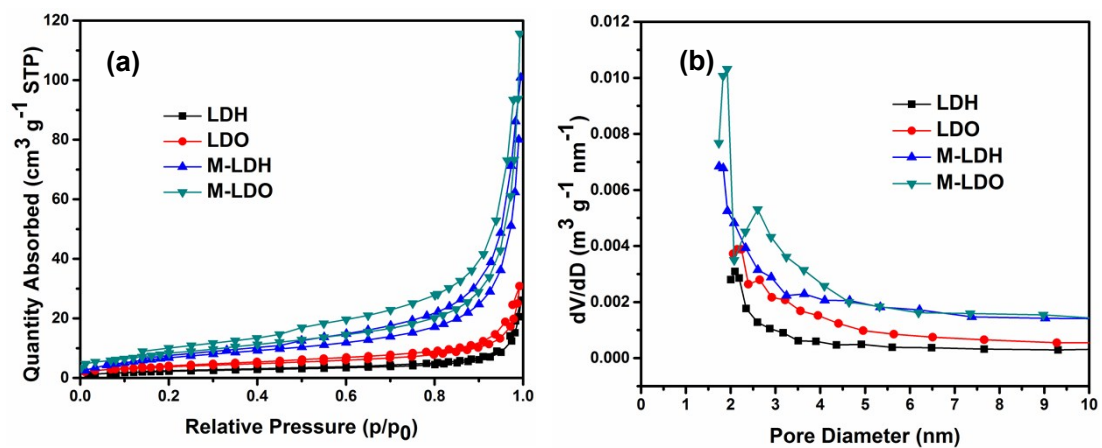 (a)
LDH
LDO
M-LDH
M-LDO
Quantity Absorbed (cm³ g⁻¹ STP)
120
100
80
60
40
20
0
0.0 0.2 0.4 0.6 0.8 1.0
Relative Pressure (p/p₀)
(b)
LDH
LDO
M-LDH
M-LDO
dV/dD (m³ g⁻¹ nm⁻¹)
0.012
0.010
0.008
0.006
0.004
0.002
0.000
0 1 2 3 4 5 6 7 8 9 10
Pore Diameter (nm)